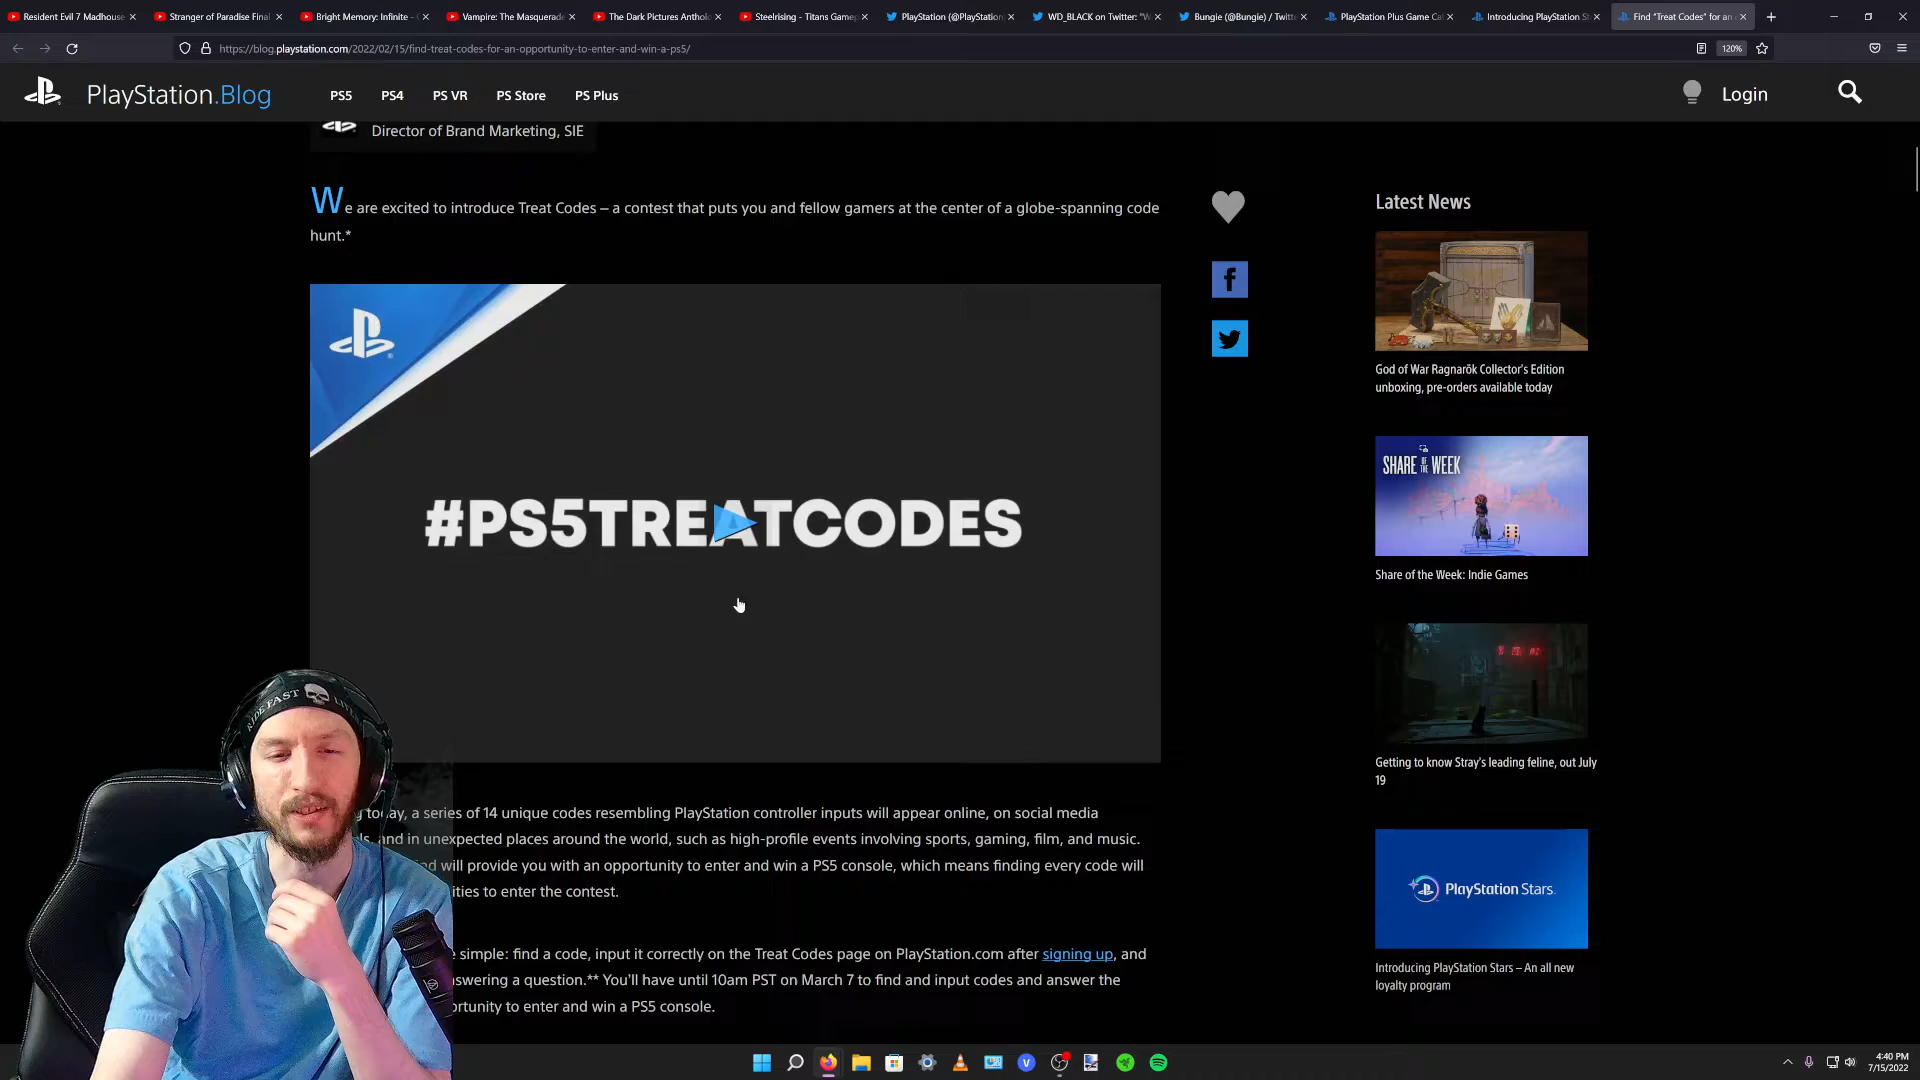 Resident Evil 7 Madhouse
Stranger of Paradise Final
Bright Memory: Infinite -
Vampire: The Masquerade
The Dark Pictures Antholo
Steelrising - Titans Gamep
PlayStation (@PlayStation
WD_BLACK on Twitter: "W
Bungie (@Bungie) / Twitt
PlayStation Plus Game Cat
Introducing PlayStation St
Find "Treat Codes" for an
https://blog.playstation.com/2022/02/15/find-treat-codes-for-an-opportunity-to-enter-and-win-a-ps5/
120%
PlayStation.Blog
PS5
PS4
PS VR
PS Store
PS Plus
Login
Director of Brand Marketing, SIE
We are excited to introduce Treat Codes – a contest that puts you and fellow gamers at the center of a globe-spanning code
hunt.*
#PS5TREATCODES
today, a series of 14 unique codes resembling PlayStation controller inputs will appear online, on social media
and in unexpected places around the world, such as high-profile events involving sports, gaming, film, and music.
will provide you with an opportunity to enter and win a PS5 console, which means finding every code will
ities to enter the contest.
simple: find a code, input it correctly on the Treat Codes page on PlayStation.com after signing up, and
swering a question.** You'll have until 10am PST on March 7 to find and input codes and answer the
ortunity to enter and win a PS5 console.
Latest News
God of War Ragnarök Collector's Edition
unboxing, pre-orders available today
SHARE OF THE WEEK
Share of the Week: Indie Games
Getting to know Stray's leading feline, out July
19
PlayStation Stars
Introducing PlayStation Stars – An all new
loyalty program
RIDE FAST
4:40 PM
7/15/2022